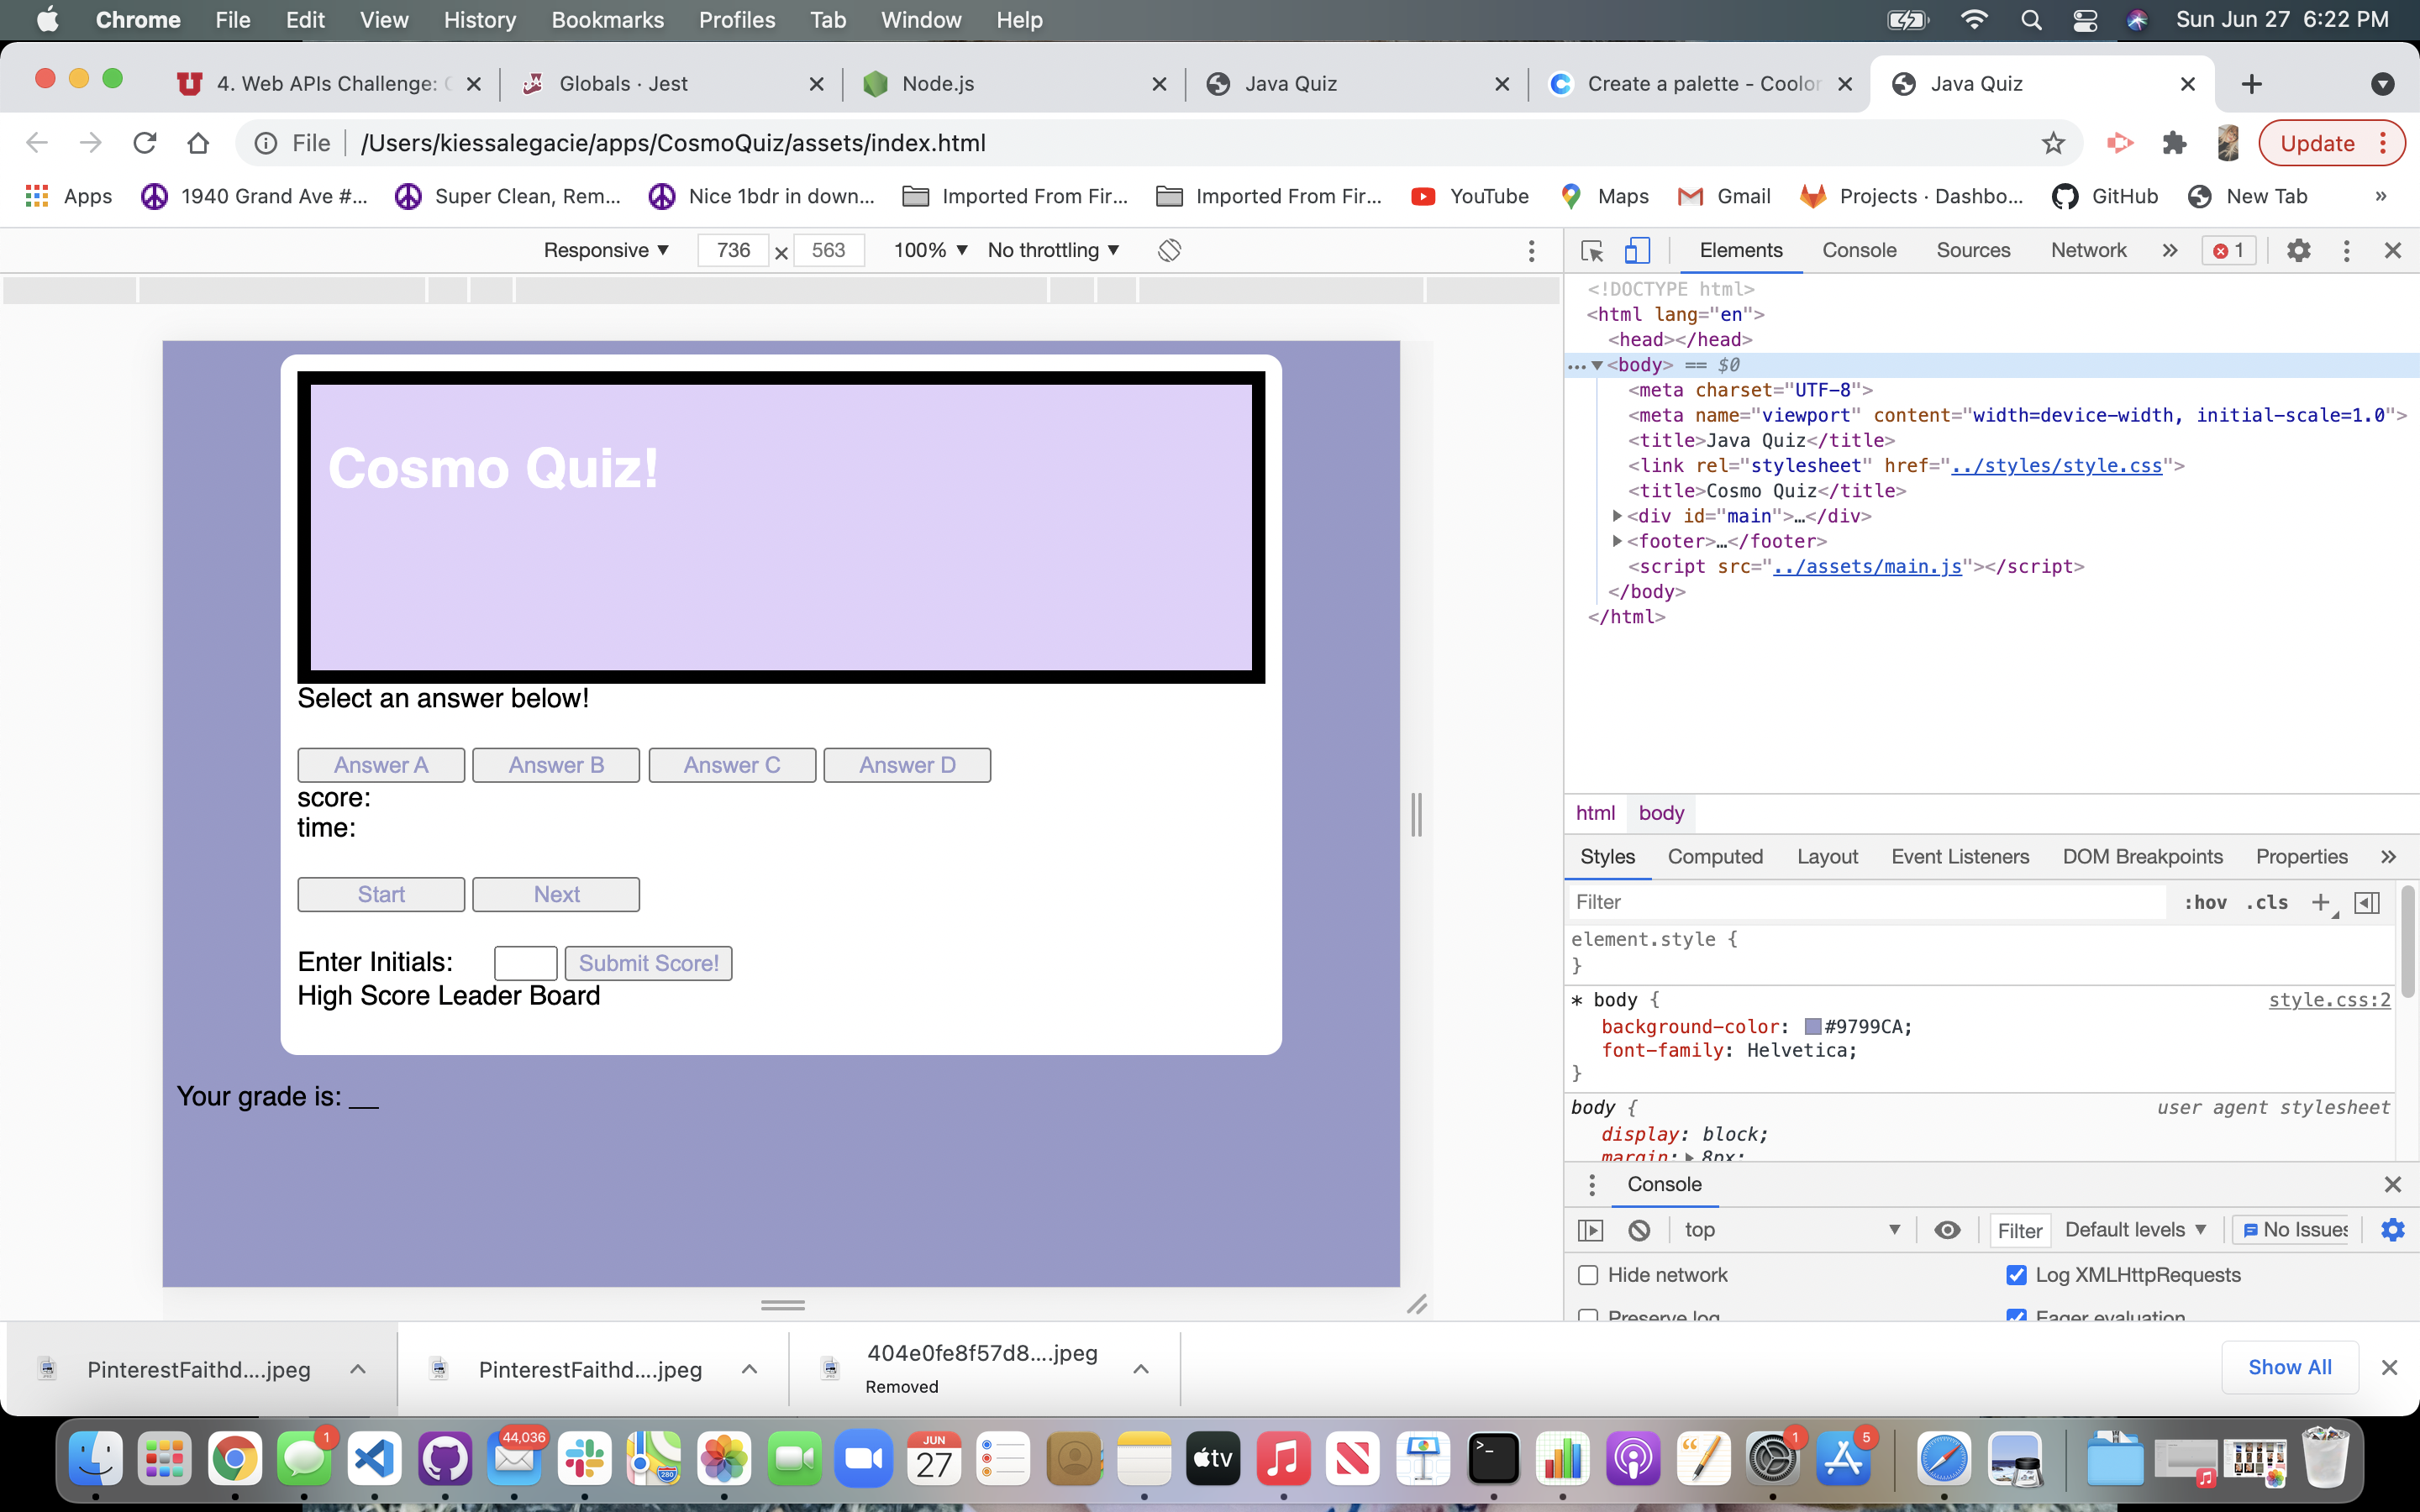 Chrome File Edit View History Bookmarks Profiles Tab Window Help Sun Jun 27 6:22 PM
4. Web APIs Challenge: Globals · Jest Node.js Java Quiz Create a palette - Coolor Java Quiz
File /Users/kiessalegacie/apps/CosmoQuiz/assets/index.html Update
Apps 1940 Grand Ave #... Super Clean, Rem... Nice 1bdr in down... Imported From Fir... Imported From Fir... YouTube Maps Gmail Projects · Dashbo... GitHub New Tab »
Responsive 736 × 563 100% No throttling
Elements Console Sources Network » 1
<!DOCTYPE html>
<html lang="en">
<head></head>
<body> == $0
<meta charset="UTF-8">
<meta name="viewport" content="width=device-width, initial-scale=1.0">
<title>Java Quiz</title>
<link rel="stylesheet" href="../styles/style.css">
<title>Cosmo Quiz</title>
<div id="main">…</div>
<footer>…</footer>
<script src="../assets/main.js"></script>
</body>
</html>
Cosmo Quiz!
Select an answer below!
Answer A Answer B Answer C Answer D
score:
time:
Start Next
Enter Initials: Submit Score!
High Score Leader Board
Your grade is: __
html body
Styles Computed Layout Event Listeners DOM Breakpoints Properties »
Filter :hov .cls +
element.style {
}
* body { style.css:2
background-color: #9799CA;
font-family: Helvetica;
}
body { user agent stylesheet
display: block;
margin: 8px;
Console
top Filter Default levels No Issues
Hide network Log XMLHttpRequests
Preserve log Eager evaluation
PinterestFaithd....jpeg PinterestFaithd....jpeg 404e0fe8f57d8....jpeg Show All
Removed
1 44,036 JUN 27 280 tv >_ 1 5